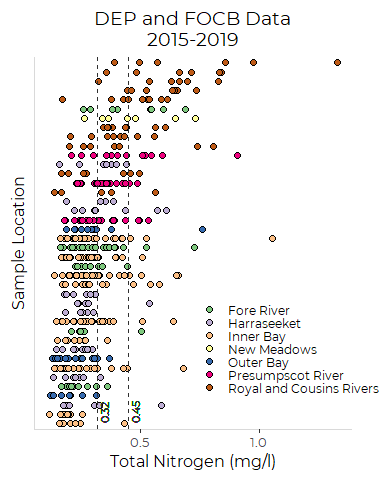 DEP and FOCB Data
2015-2019
Sample Location
Fore River
Harraseeket
Inner Bay
New Meadows
Outer Bay
Presumpscot River
Royal and Cousins Rivers
0.32
0.45
0.5
1.0
Total Nitrogen (mg/l)